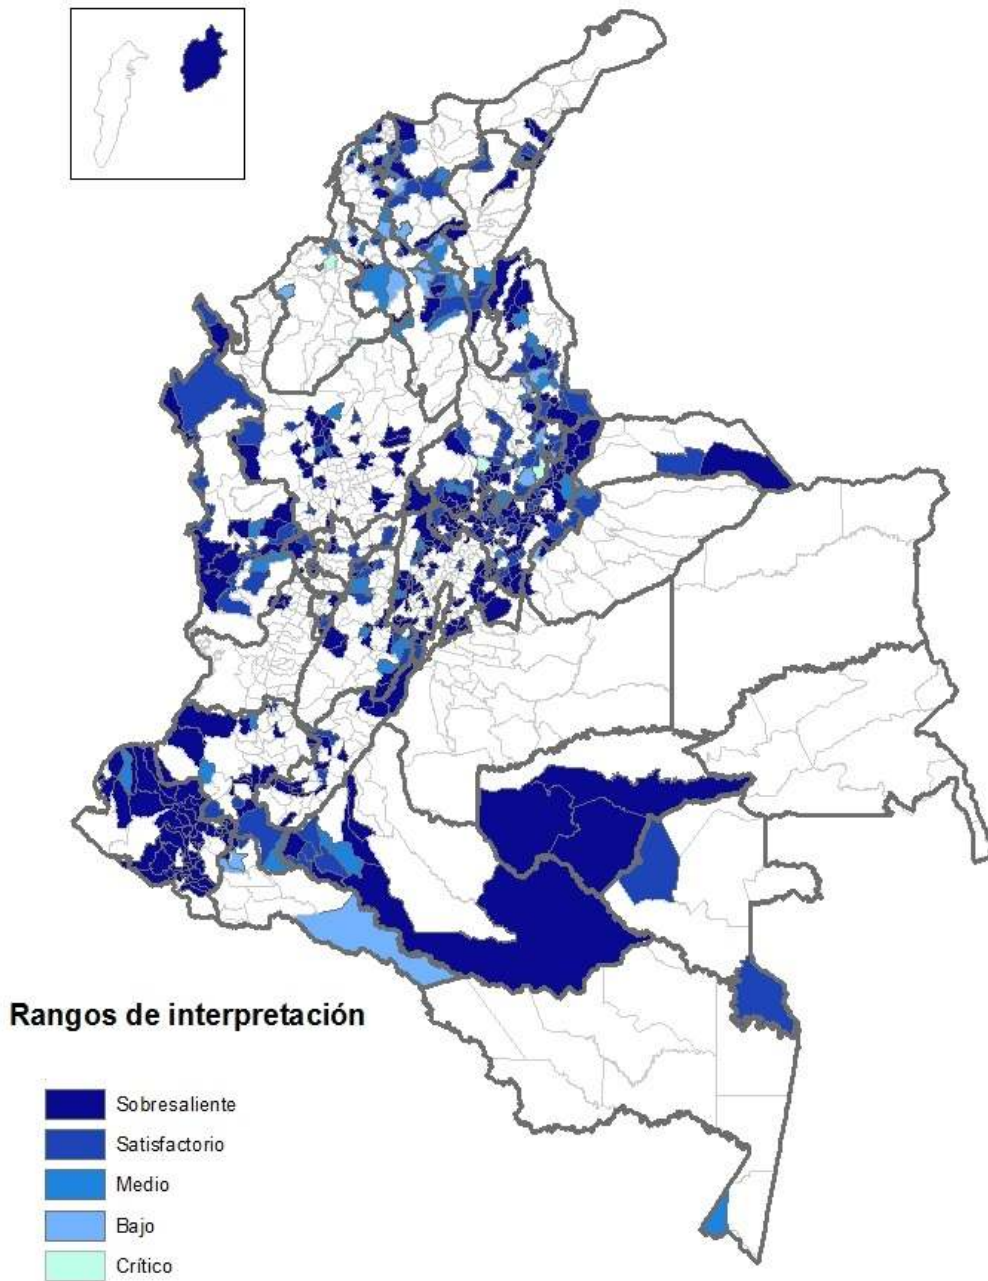 Rangos de interpretación
Sobresaliente
Satisfactorio
Medio
Bajo
Crítico